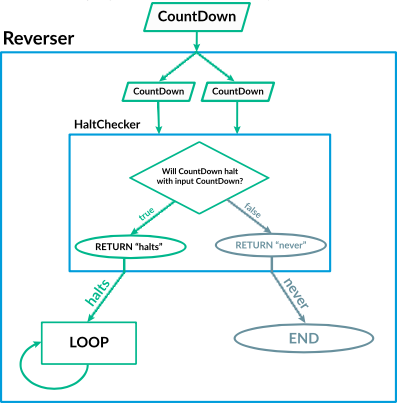 CountDown
Reverser
CountDown
CountDown
HaltChecker
Will CountDown halt
with input CountDown?
true
false
RETURN “halts”
RETURN “never”
halts
never
LOOP
END